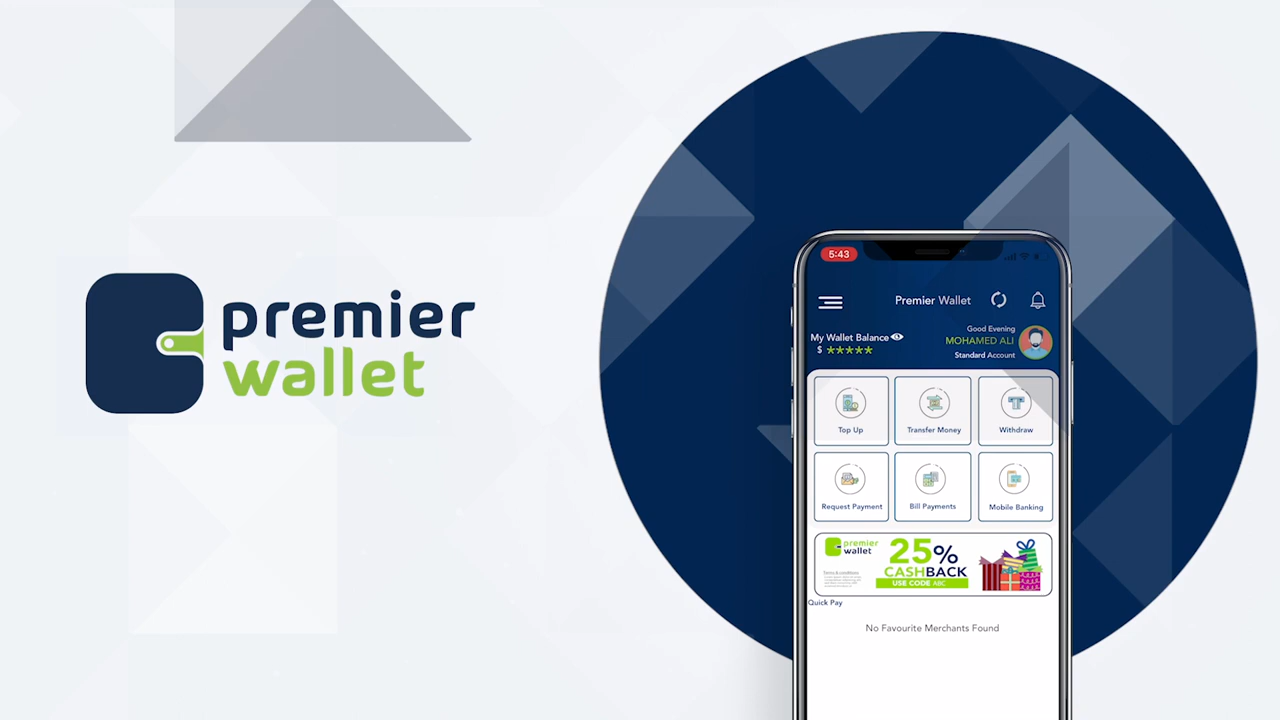 premier
wallet
5:43
Premier Wallet
My Wallet Balance
$ *****
Good Evening
MOHAMED ALI
Standard Account
Top Up
Transfer Money
Withdraw
Request Payment
Bill Payments
Mobile Banking
premier
wallet
25%
CASHBACK
USE CODE ABC
Terms & conditions
Quick Pay
No Favourite Merchants Found